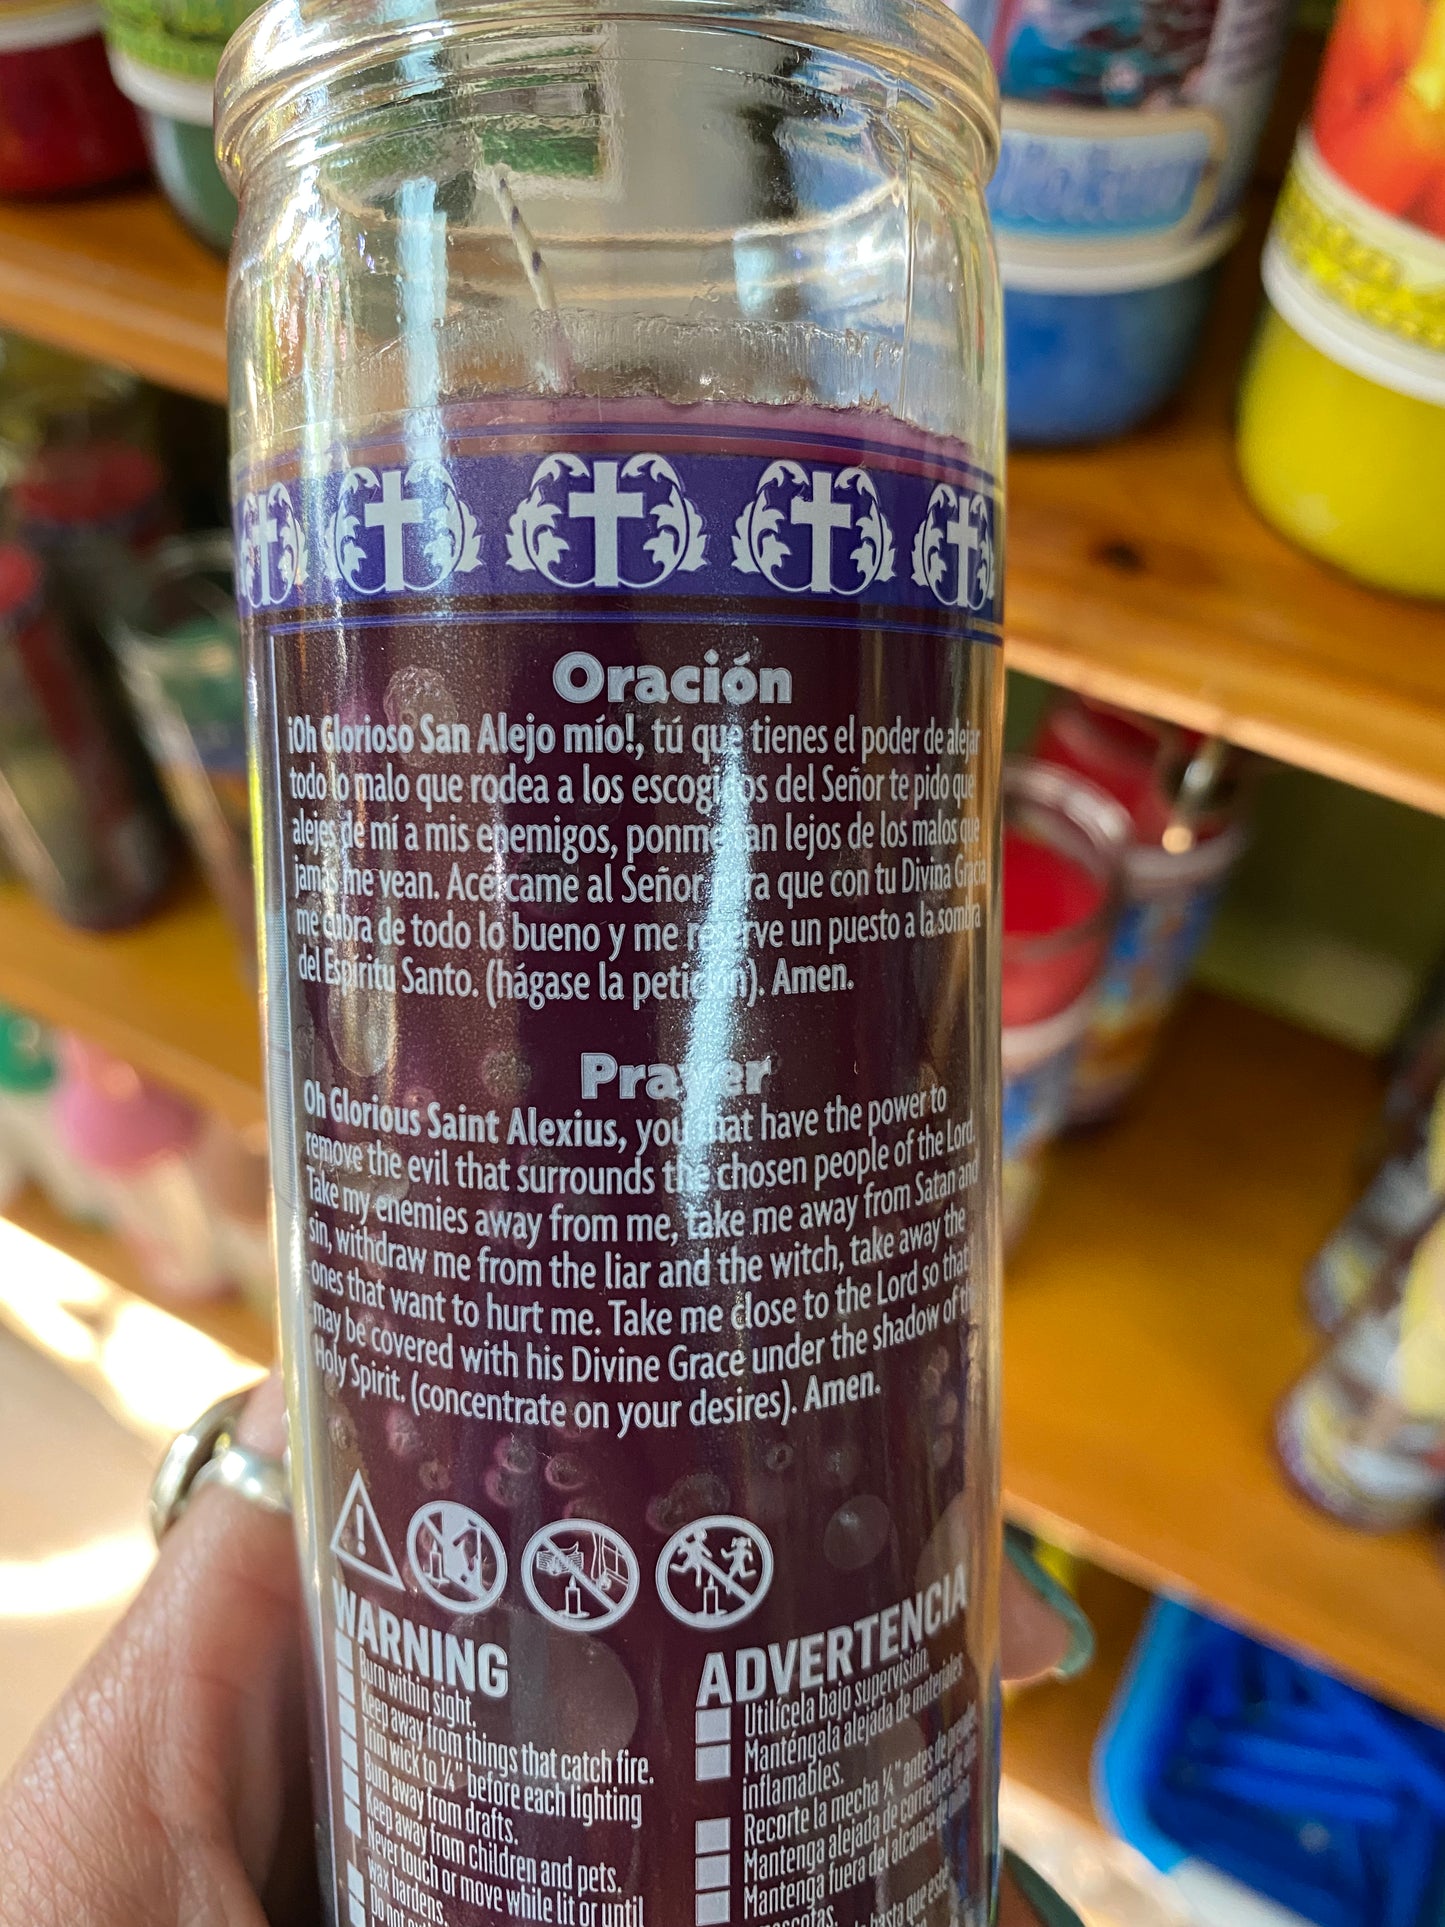 Oración
¡Oh Glorioso San Alejo mío!, tú que tienes el poder de alejar
todo lo malo que rodea a los escogidos del Señor te pido que
alejes de mí a mis enemigos, ponme tan lejos de los malos que
jamás me vean. Acércame al Señor para que con tu Divina Gracia
me cubra de todo lo bueno y me reserve un puesto a la sombra
del Espíritu Santo. (hágase la petición). Amen.
Prayer
Oh Glorious Saint Alexius, you that have the power to
remove the evil that surrounds the chosen people of the Lord.
Take my enemies away from me, take me away from Satan and
sin, withdraw me from the liar and the witch, take away the
ones that want to hurt me. Take me close to the Lord so that I
may be covered with his Divine Grace under the shadow of the
Holy Spirit. (concentrate on your desires). Amen.
WARNING
Burn within sight.
Keep away from things that catch fire.
Trim wick to ¼" before each lighting
Burn away from drafts.
Keep away from children and pets.
Never touch or move while lit or until
wax hardens.
Do not
ADVERTENCIA
Utilícela bajo supervisión.
Manténgala alejada de materiales
inflamables.
Recorte la mecha ¼" antes de prender
Mantenga alejada de corrientes de
Mantenga fuera del alcance de
mascotas.
hasta que este